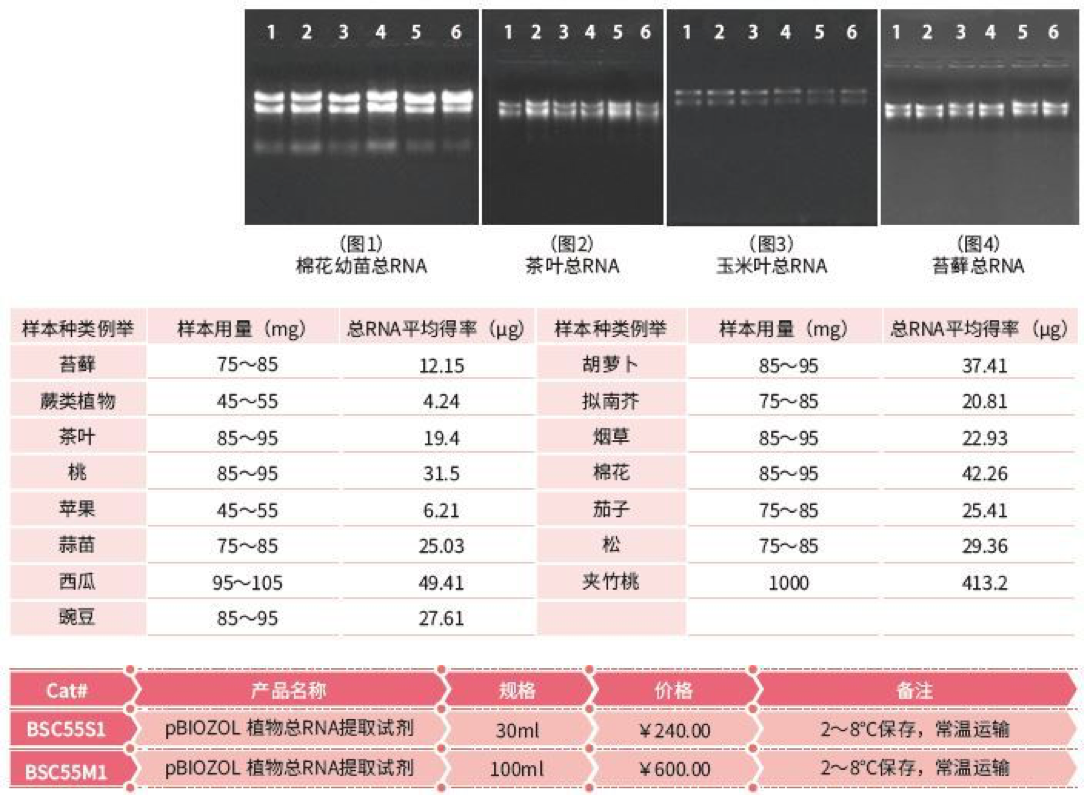 1 2 3 4 5 6 1 2 3 4 5 6 1 2 3 4 5 6 1 2 3 4 5 6
（图1） （图2） （图3） （图4）
棉花幼苗总RNA 茶叶总RNA 玉米叶总RNA 苔藓总RNA
样本种类例举 样本用量（mg） 总RNA平均得率（μg） 样本种类例举 样本用量（mg） 总RNA平均得率（μg）
苔藓 75～85 12.15 胡萝卜 85～95 37.41
蕨类植物 45～55 4.24 拟南芥 75～85 20.81
茶叶 85～95 19.4 烟草 85～95 22.93
桃 85～95 31.5 棉花 85～95 42.26
苹果 45～55 6.21 茄子 75～85 25.41
蒜苗 75～85 25.03 松 75～85 29.36
西瓜 95～105 49.41 夹竹桃 1000 413.2
豌豆 85～95 27.61
Cat# 产品名称 规格 价格 备注
BSC55S1 pBIOZOL 植物总RNA提取试剂 30ml ￥240.00 2～8℃保存，常温运输
BSC55M1 pBIOZOL 植物总RNA提取试剂 100ml ￥600.00 2～8℃保存，常温运输